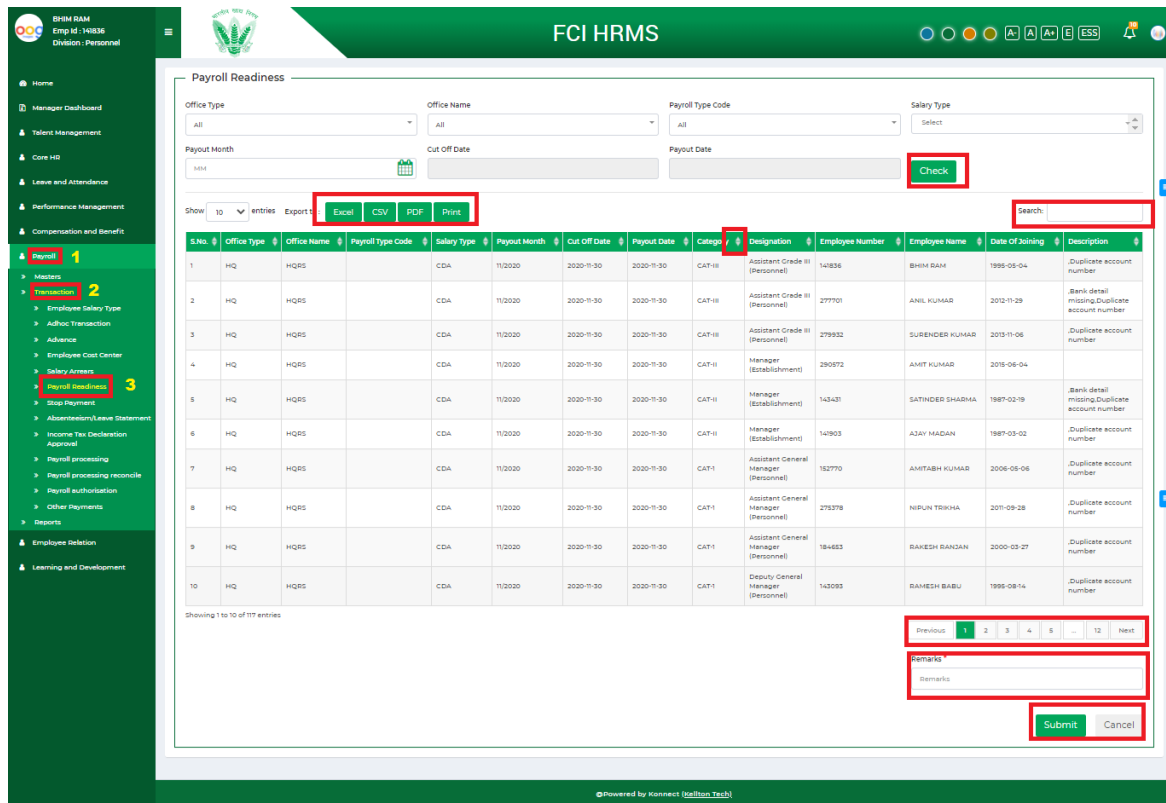 BHIM RAM
Emp Id : 141836
Division : Personnel
FCI HRMS
A- A A+ E ESS
10
Home
Manager Dashboard
Talent Management
Core HR
Leave and Attendance
Performance Management
Compensation and Benefit
Payroll 1
» Masters
» Transaction 2
» Employee Salary Type
» Adhoc Transaction
» Advance
» Employee Cost Center
» Salary Arreers
» Payroll Readiness 3
» Stop Payment
» Absenteeism/Leave Statement
» Income Tax Declaration
Approval
» Payroll processing
» Payroll processing reconcile
» Payroll authorisation
» Other Payments
» Reports
Employee Relation
Learning and Development
Payroll Readiness
Office Type Office Name Payroll Type Code Salary Type
All All All Select
Payout Month Cut Off Date Payout Date
MM
Check
Show 10 entries Export to : Excel CSV PDF Print Search:
S.No. Office Type Office Name Payroll Type Code Salary Type Payout Month Cut Off Date Payout Date Category Designation Employee Number Employee Name Date Of Joining Description
1 HQ HQRS CDA 11/2020 2020-11-30 2020-11-30 CAT-III Assistant Grade III (Personnel) 141836 BHIM RAM 1995-05-04 ,Duplicate account number
2 HQ HQRS CDA 11/2020 2020-11-30 2020-11-30 CAT-III Assistant Grade III (Personnel) 277701 ANIL KUMAR 2012-11-29 ,Bank detail missing,Duplicate account number
3 HQ HQRS CDA 11/2020 2020-11-30 2020-11-30 CAT-III Assistant Grade III (Personnel) 279932 SURENDER KUMAR 2013-11-06 ,Duplicate account number
4 HQ HQRS CDA 11/2020 2020-11-30 2020-11-30 CAT-II Manager (Establishment) 290572 AMIT KUMAR 2015-06-04
5 HQ HQRS CDA 11/2020 2020-11-30 2020-11-30 CAT-II Manager (Establishment) 143431 SATINDER SHARMA 1987-02-19 ,Bank detail missing,Duplicate account number
6 HQ HQRS CDA 11/2020 2020-11-30 2020-11-30 CAT-II Manager (Establishment) 141903 AJAY MADAN 1987-03-02 ,Duplicate account number
7 HQ HQRS CDA 11/2020 2020-11-30 2020-11-30 CAT-1 Assistant General Manager (Personnel) 152770 AMITABH KUMAR 2006-05-06 ,Duplicate account number
8 HQ HQRS CDA 11/2020 2020-11-30 2020-11-30 CAT-1 Assistant General Manager (Personnel) 275378 NIPUN TRIKHA 2011-09-28 ,Duplicate account number
9 HQ HQRS CDA 11/2020 2020-11-30 2020-11-30 CAT-1 Assistant General Manager (Personnel) 184653 RAKESH RANJAN 2000-03-27 ,Duplicate account number
10 HQ HQRS CDA 11/2020 2020-11-30 2020-11-30 CAT-1 Deputy General Manager (Personnel) 143093 RAMESH BABU 1995-08-14 ,Duplicate account number
Showing 1 to 10 of 117 entries
Previous 1 2 3 4 5 ... 12 Next
Remarks *
Remarks
Submit Cancel
@Powered by Konnect (Kellton Tech)